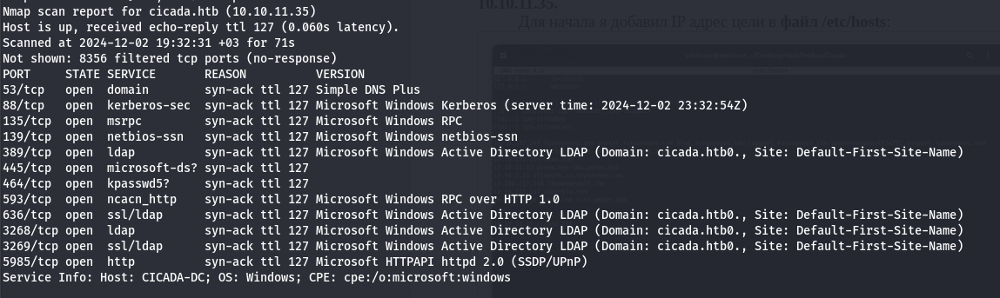 10.10.11.35.
Nmap scan report for cicada.htb (10.10.11.35)
Для начала я добавил IP адрес цели в файл /etc/hosts:
Host is up, received echo-reply ttl 127 (0.060s latency).
Scanned at 2024-12-02 19:32:31 +03 for 71s
Not shown: 8356 filtered tcp ports (no-response)
PORT STATE SERVICE REASON VERSION
53/tcp open domain syn-ack ttl 127 Simple DNS Plus
88/tcp open kerberos-sec syn-ack ttl 127 Microsoft Windows Kerberos (server time: 2024-12-02 23:32:54Z)
135/tcp open msrpc syn-ack ttl 127 Microsoft Windows RPC
139/tcp open netbios-ssn syn-ack ttl 127 Microsoft Windows netbios-ssn
389/tcp open ldap syn-ack ttl 127 Microsoft Windows Active Directory LDAP (Domain: cicada.htb0., Site: Default-First-Site-Name)
445/tcp open microsoft-ds? syn-ack ttl 127
464/tcp open kpasswd5? syn-ack ttl 127
593/tcp open ncacn_http syn-ack ttl 127 Microsoft Windows RPC over HTTP 1.0
636/tcp open ssl/ldap syn-ack ttl 127 Microsoft Windows Active Directory LDAP (Domain: cicada.htb0., Site: Default-First-Site-Name)
3268/tcp open ldap syn-ack ttl 127 Microsoft Windows Active Directory LDAP (Domain: cicada.htb0., Site: Default-First-Site-Name)
3269/tcp open ssl/ldap syn-ack ttl 127 Microsoft Windows Active Directory LDAP (Domain: cicada.htb0., Site: Default-First-Site-Name)
5985/tcp open http syn-ack ttl 127 Microsoft HTTPAPI httpd 2.0 (SSDP/UPnP)
Service Info: Host: CICADA-DC; OS: Windows; CPE: cpe:/o:microsoft:windows